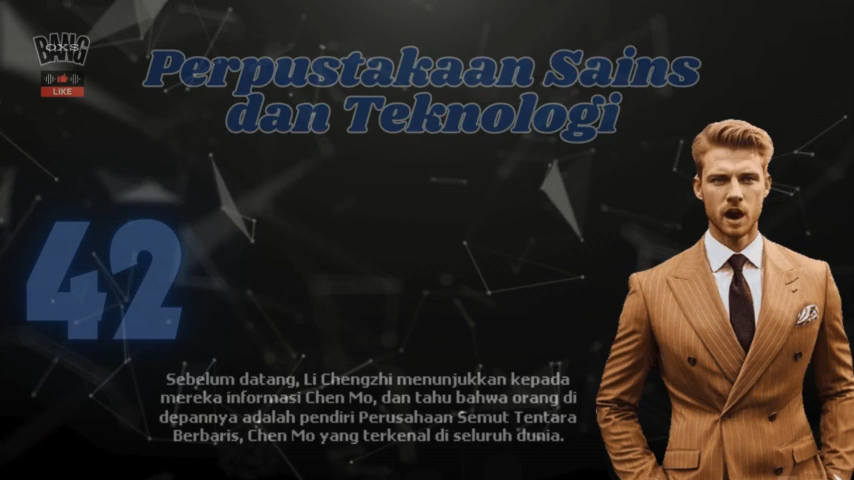 BANG
OXS
LIKE
Perpustakaan Sains
dan Teknologi
42
Sebelum datang, Li Chengzhi menunjukkan kepada
mereka informasi Chen Mo, dan tahu bahwa orang di
depannya adalah pendiri Perusahaan Semut Tentara
Berbaris, Chen Mo yang terkenal di seluruh dunia.